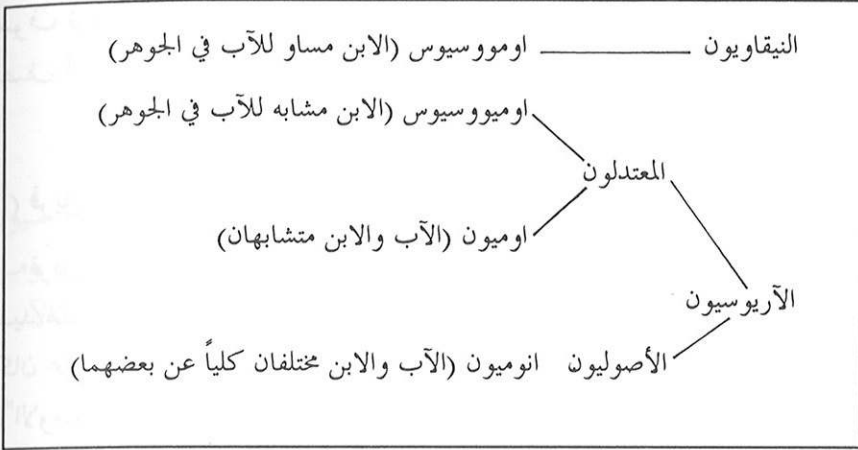 النيقاويون اومووسيوس (الابن مساو للآب في الجوهر)
اوميووسيوس (الابن مشابه للآب في الجوهر)
المعتدلون
اوميون (الآب والابن متشابهان)
الآريوسيون
الأصوليون انوميون (الآب والابن مختلفان كلياً عن بعضهما)